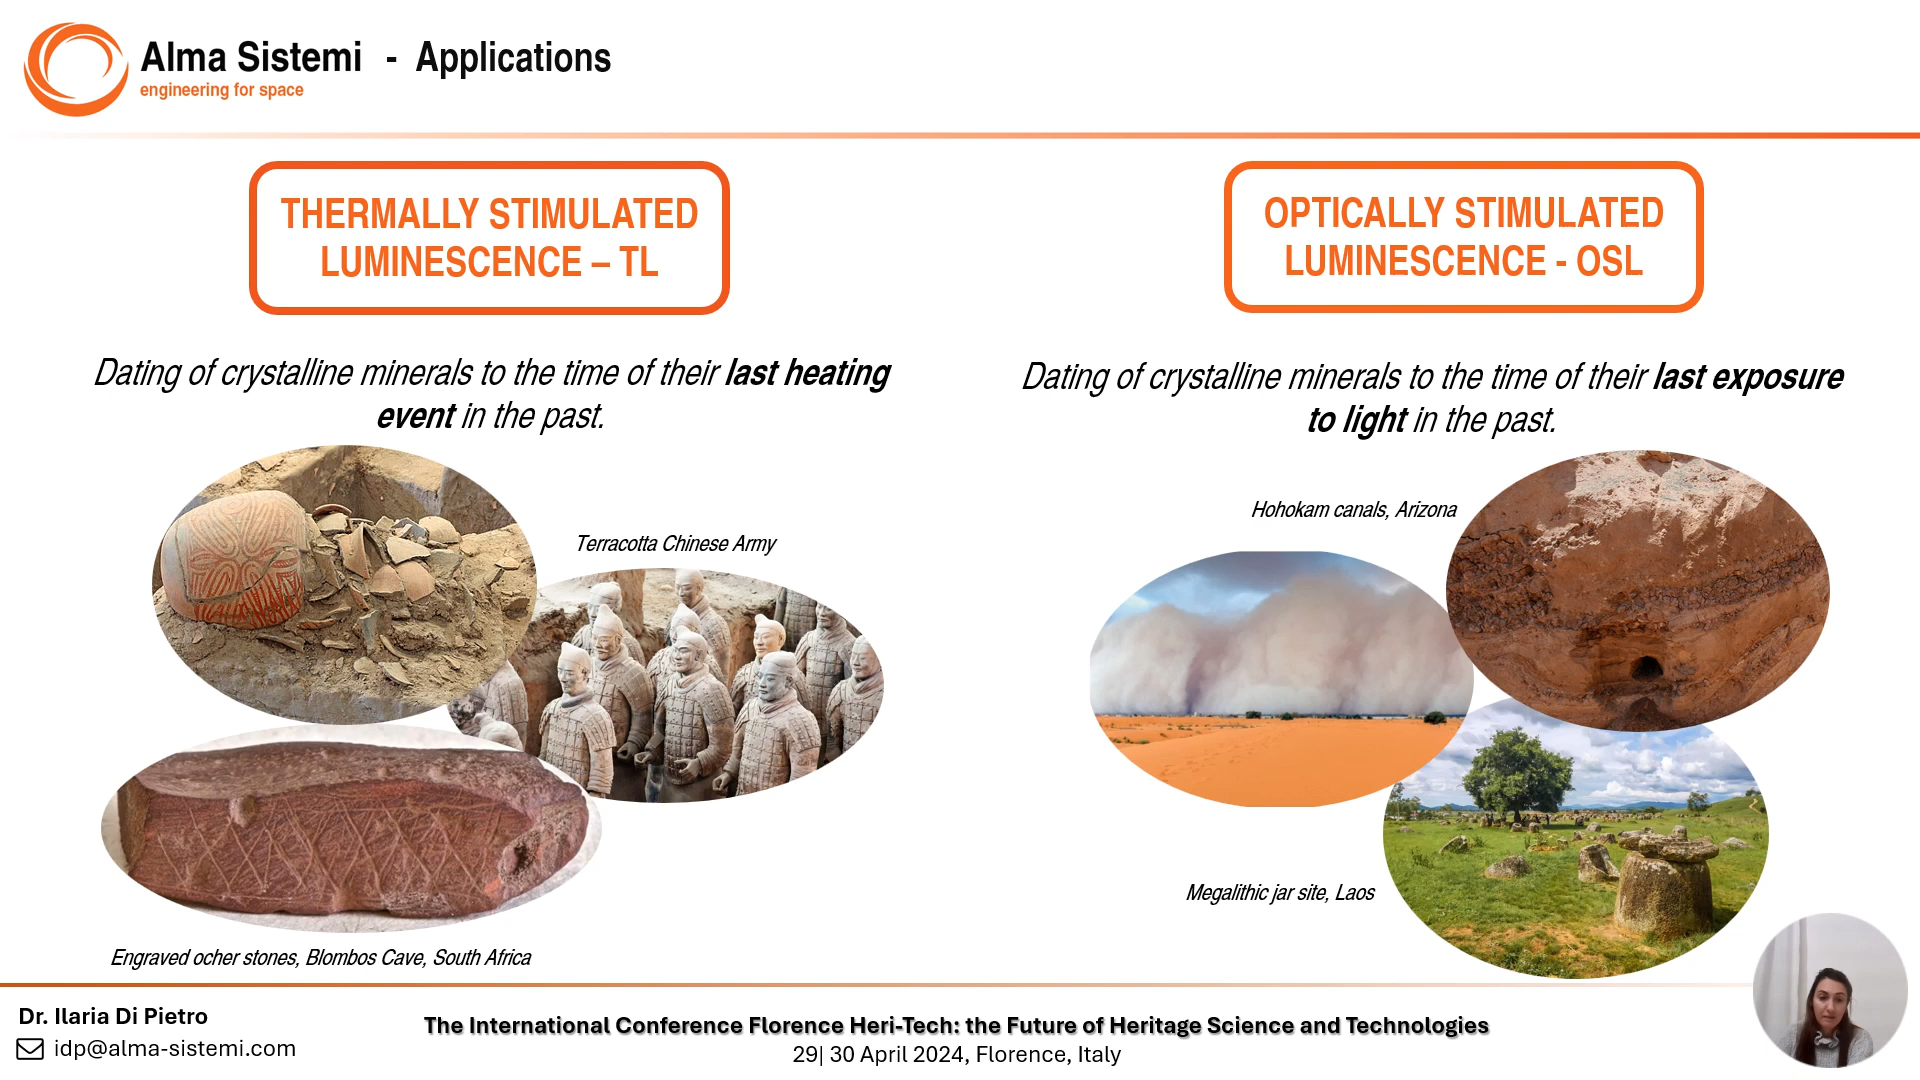 Alma Sistemi - Applications
engineering for space
THERMALLY STIMULATED
LUMINESCENCE – TL
Dating of crystalline minerals to the time of their last heating
event in the past.
Terracotta Chinese Army
Engraved ocher stones, Blombos Cave, South Africa
OPTICALLY STIMULATED
LUMINESCENCE - OSL
Dating of crystalline minerals to the time of their last exposure
to light in the past.
Hohokam canals, Arizona
Megalithic jar site, Laos
Dr. Ilaria Di Pietro
idp@alma-sistemi.com
The International Conference Florence Heri-Tech: the Future of Heritage Science and Technologies
29| 30 April 2024, Florence, Italy